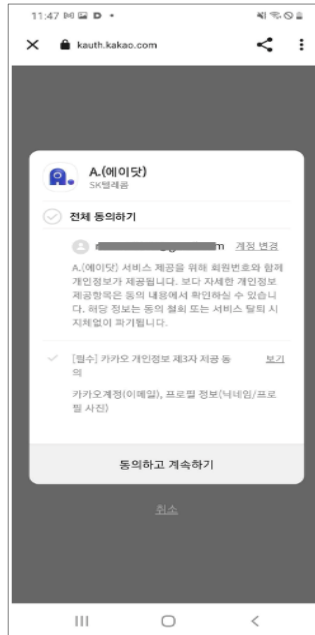 11:47
kauth.kakao.com
A.(에이닷)
SK텔레콤
전체 동의하기
계정 변경
A.(에이닷) 서비스 제공을 위해 회원번호와 함께
개인정보가 제공됩니다. 보다 자세한 개인정보
제공항목은 동의 내용에서 확인하실 수 있습니
다. 해당 정보는 동의 철회 또는 서비스 탈퇴 시
지체없이 파기됩니다.
[필수] 카카오 개인정보 제3자 제공 동 보기
의
카카오계정(이메일), 프로필 정보(닉네임/프로
필 사진)
동의하고 계속하기
취소